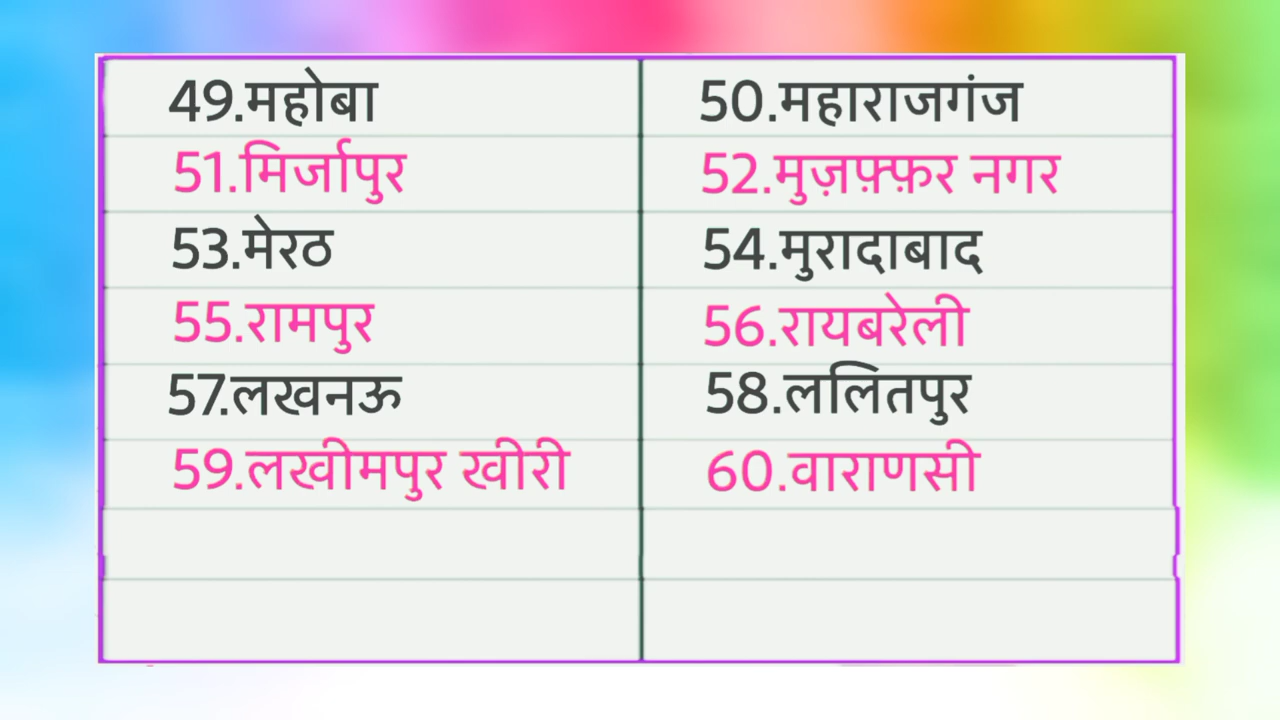 49.महोबा 50.महाराजगंज
51.मिर्जापुर 52.मुज़फ़्फ़र नगर
53.मेरठ 54.मुरादाबाद
55.रामपुर 56.रायबरेली
57.लखनऊ 58.ललितपुर
59.लखीमपुर खीरी 60.वाराणसी